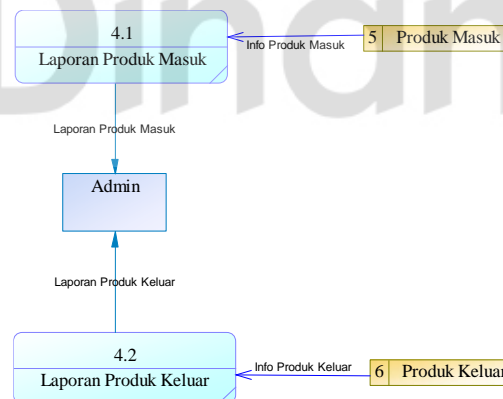 4.1
Laporan Produk Masuk
Info Produk Masuk
5 Produk Masuk
Laporan Produk Masuk
Admin
Laporan Produk Keluar
4.2
Laporan Produk Keluar
Info Produk Keluar
6 Produk Keluar